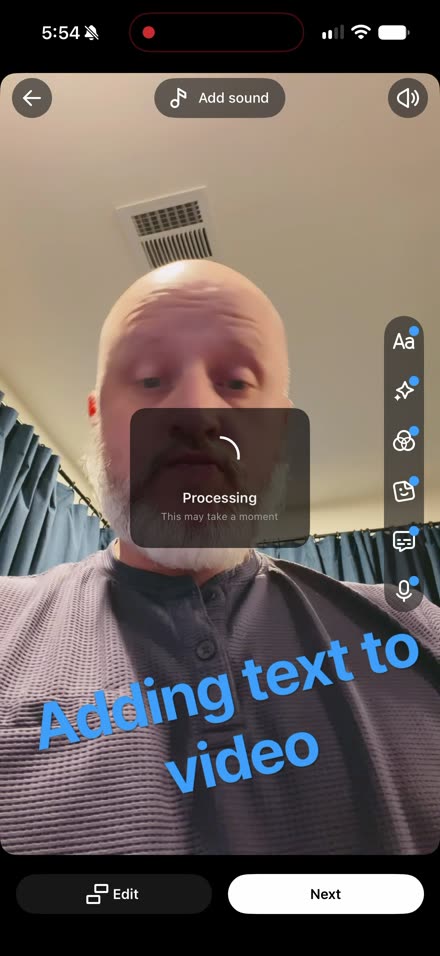 5:54
Add sound
Aa
Processing
This may take a moment
Adding text to
video
Edit
Next